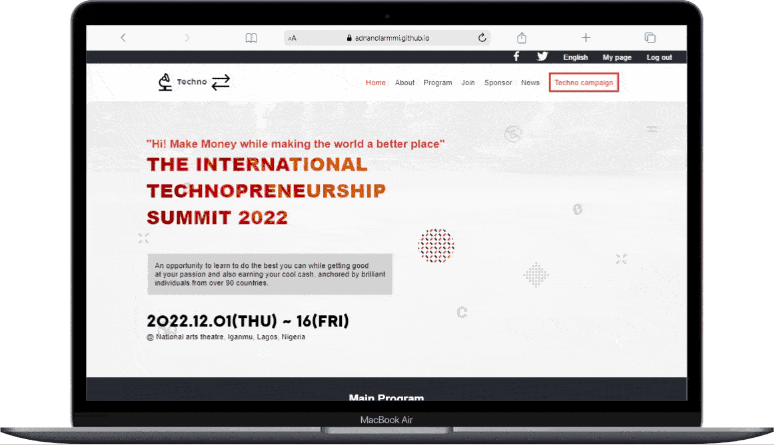 AA adrianolarmmi.github.io
English My page Log out
Techno
Home About Program Join Sponsor News Techno campaign
"Hi! Make Money while making the world a better place"
THE INTERNATIONAL
TECHNOPRENEURSHIP
SUMMIT 2022
An opportunity to learn to do the best you can while getting good
at your passion and also earning your cool cash, anchored by brilliant
individuals from over 90 countries.
2022.12.01(THU) ~ 16(FRI)
@ National arts theatre, Iganmu, Lagos, Nigeria
Main Program
MacBook Air